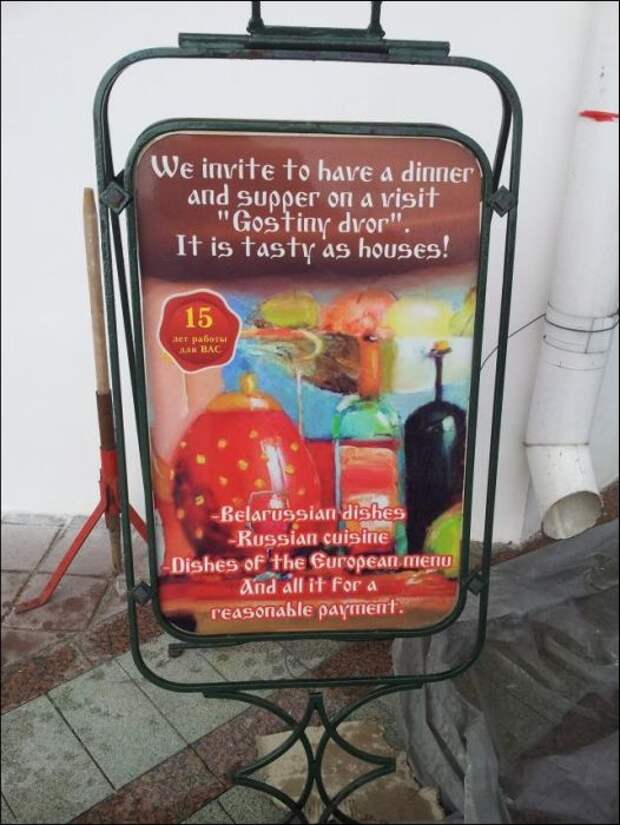 We invite to have a dinner
and supper on a visit
"Gostiny dvor".
It is tasty as houses!
15
лет работы
для ВАС
-Belarussian dishes
-Russian cuisine
-Dishes of the European menu
And all it for a
reasonable payment.